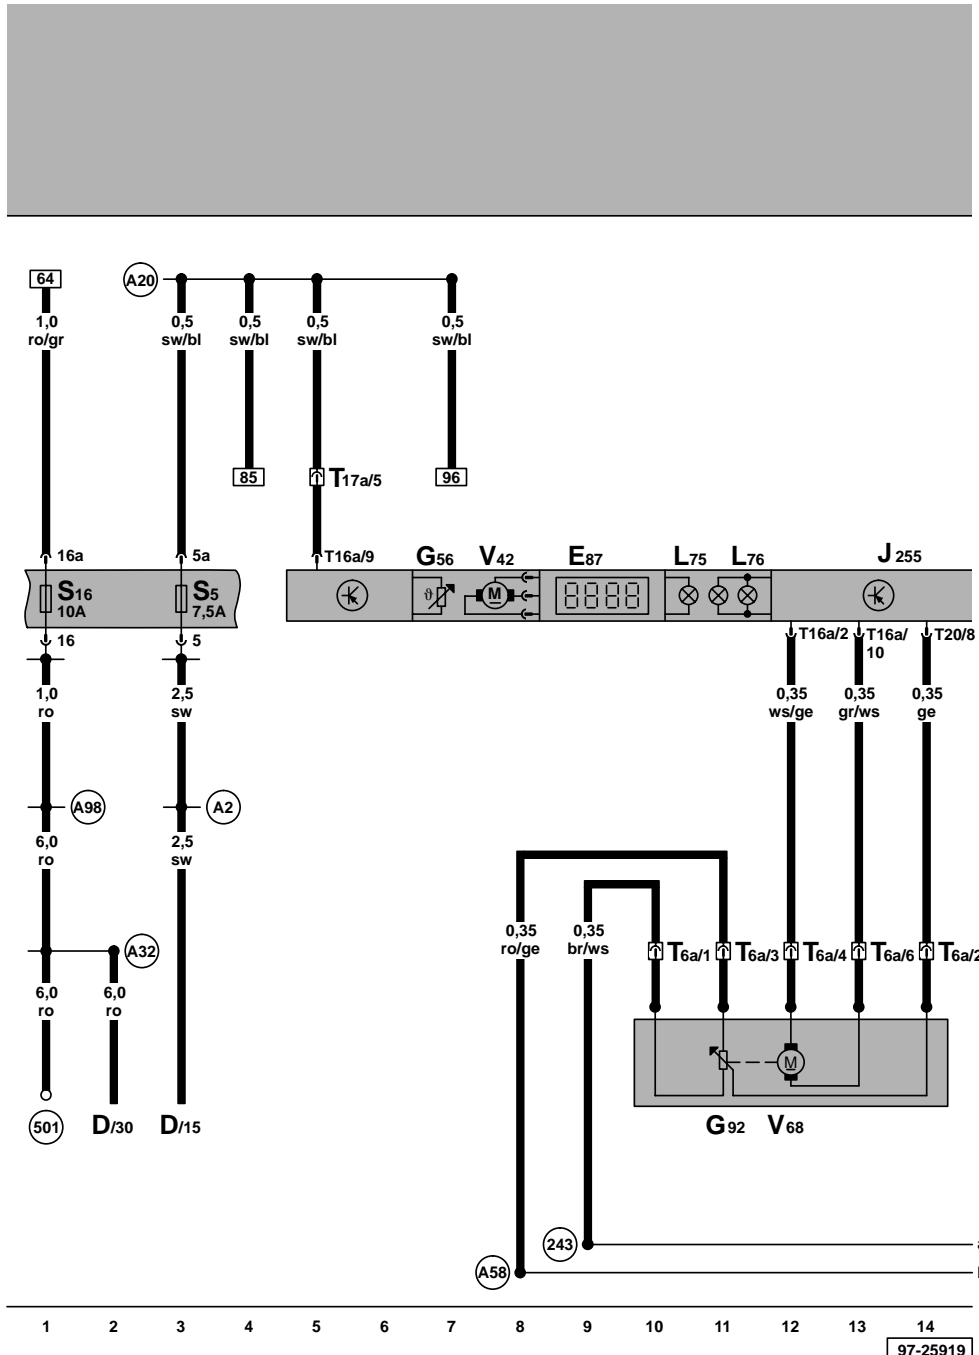 64
A20
1,0 0,5 0,5 0,5 0,5
ro/gr sw/bl sw/bl sw/bl sw/bl
85 T17a/5 96
16a 5a T16a/9 G56 V42 E87 L75 L76 J255
S16 S5
10A 7,5A
M
16 5 T16a/2 T16a/ T20/8
10
1,0 2,5 0,35 0,35 0,35
ro sw ws/ge gr/ws ge
A98 A2
6,0 2,5
ro sw
0,35 0,35
ro/ge br/ws
A32 T6a/1 T6a/3 T6a/4 T6a/6 T6a/2
6,0 6,0
ro ro
M
501 D/30 D/15 G92 V68
243
A58
1 2 3 4 5 6 7 8 9 10 11 12 13 14
97-25919